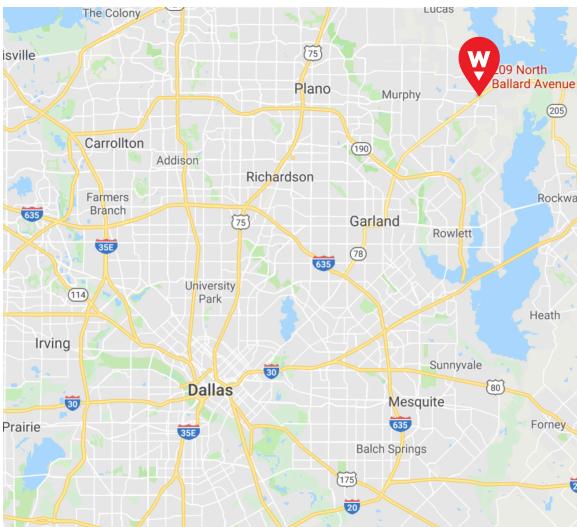 The Colony
Lucas
isville
75
W
209 North
Ballard Avenue
Plano
Murphy
205
Carrollton
Addison
190
Richardson
Farmers
Branch
Rockwa
635
75
Garland
Rowlett
35E
635
78
114
University
Park
Heath
Irving
30
Sunnyvale
80
Dallas
30
Mesquite
Prairie
35E
635
Forney
Balch Springs
175
20
2